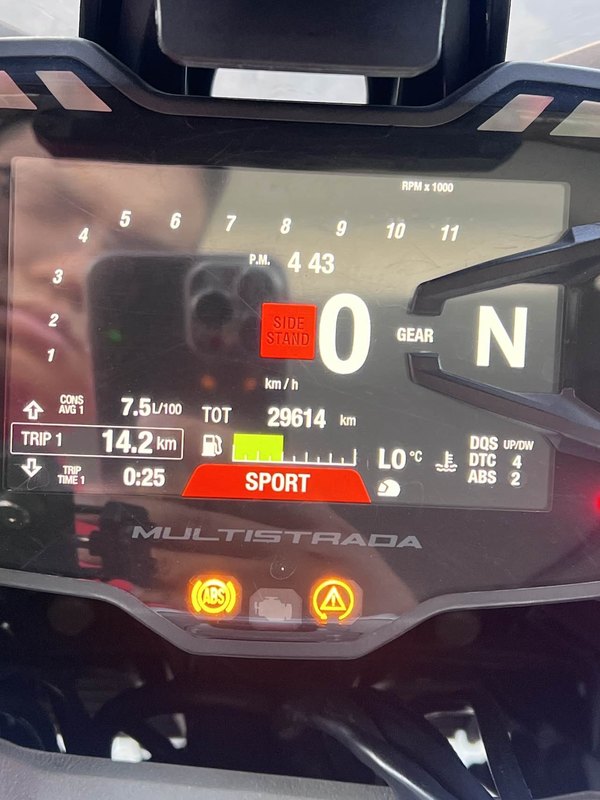 RPM x 1000
1 2 3 4 5 6 7 8 9 10 11
P.M. 4 43
SIDE
STAND
0
GEAR N
km/h
CONS
AVG 1 7.5 L/100
TOT 29614 km
TRIP 1 14.2 km
TRIP
TIME 1 0:25
LO °C
DQS UP/DW
DTC 4
ABS 2
SPORT
MULTISTRADA
ABS